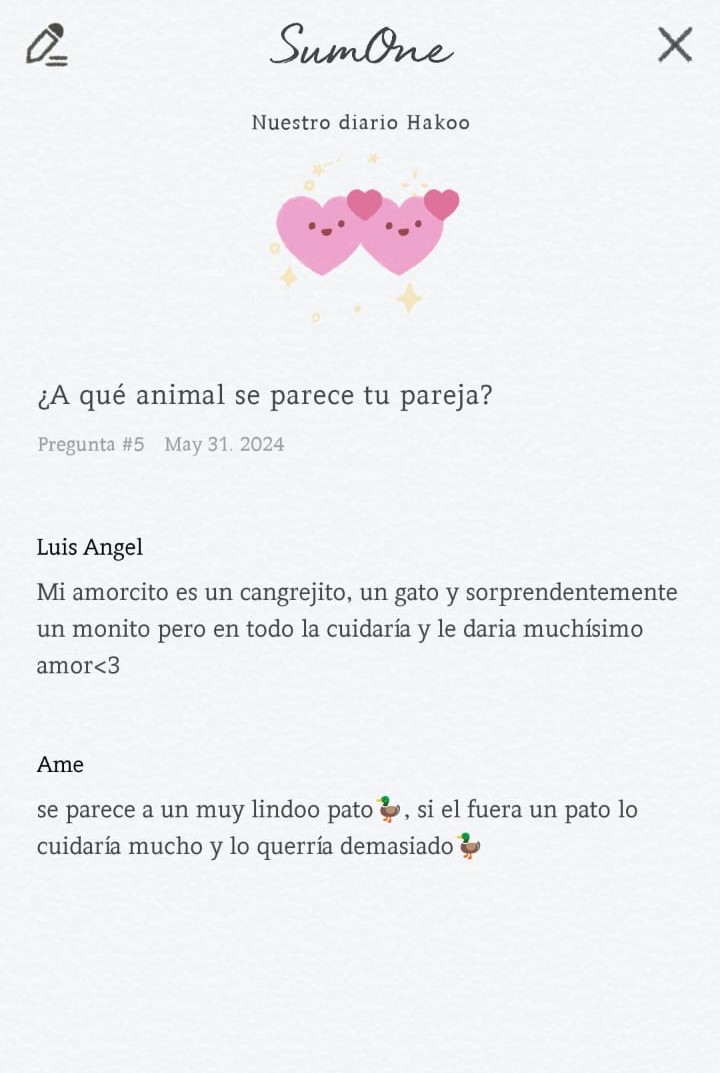 SumOne
Nuestro diario Hakoo
¿A qué animal se parece tu pareja?
Pregunta #5 May 31. 2024
Luis Angel
Mi amorcito es un cangrejito, un gato y sorprendentemente
un monito pero en todo la cuidaría y le daria muchísimo
amor<3
Ame
se parece a un muy lindoo pato🦆, si el fuera un pato lo
cuidaría mucho y lo querría demasiado🦆